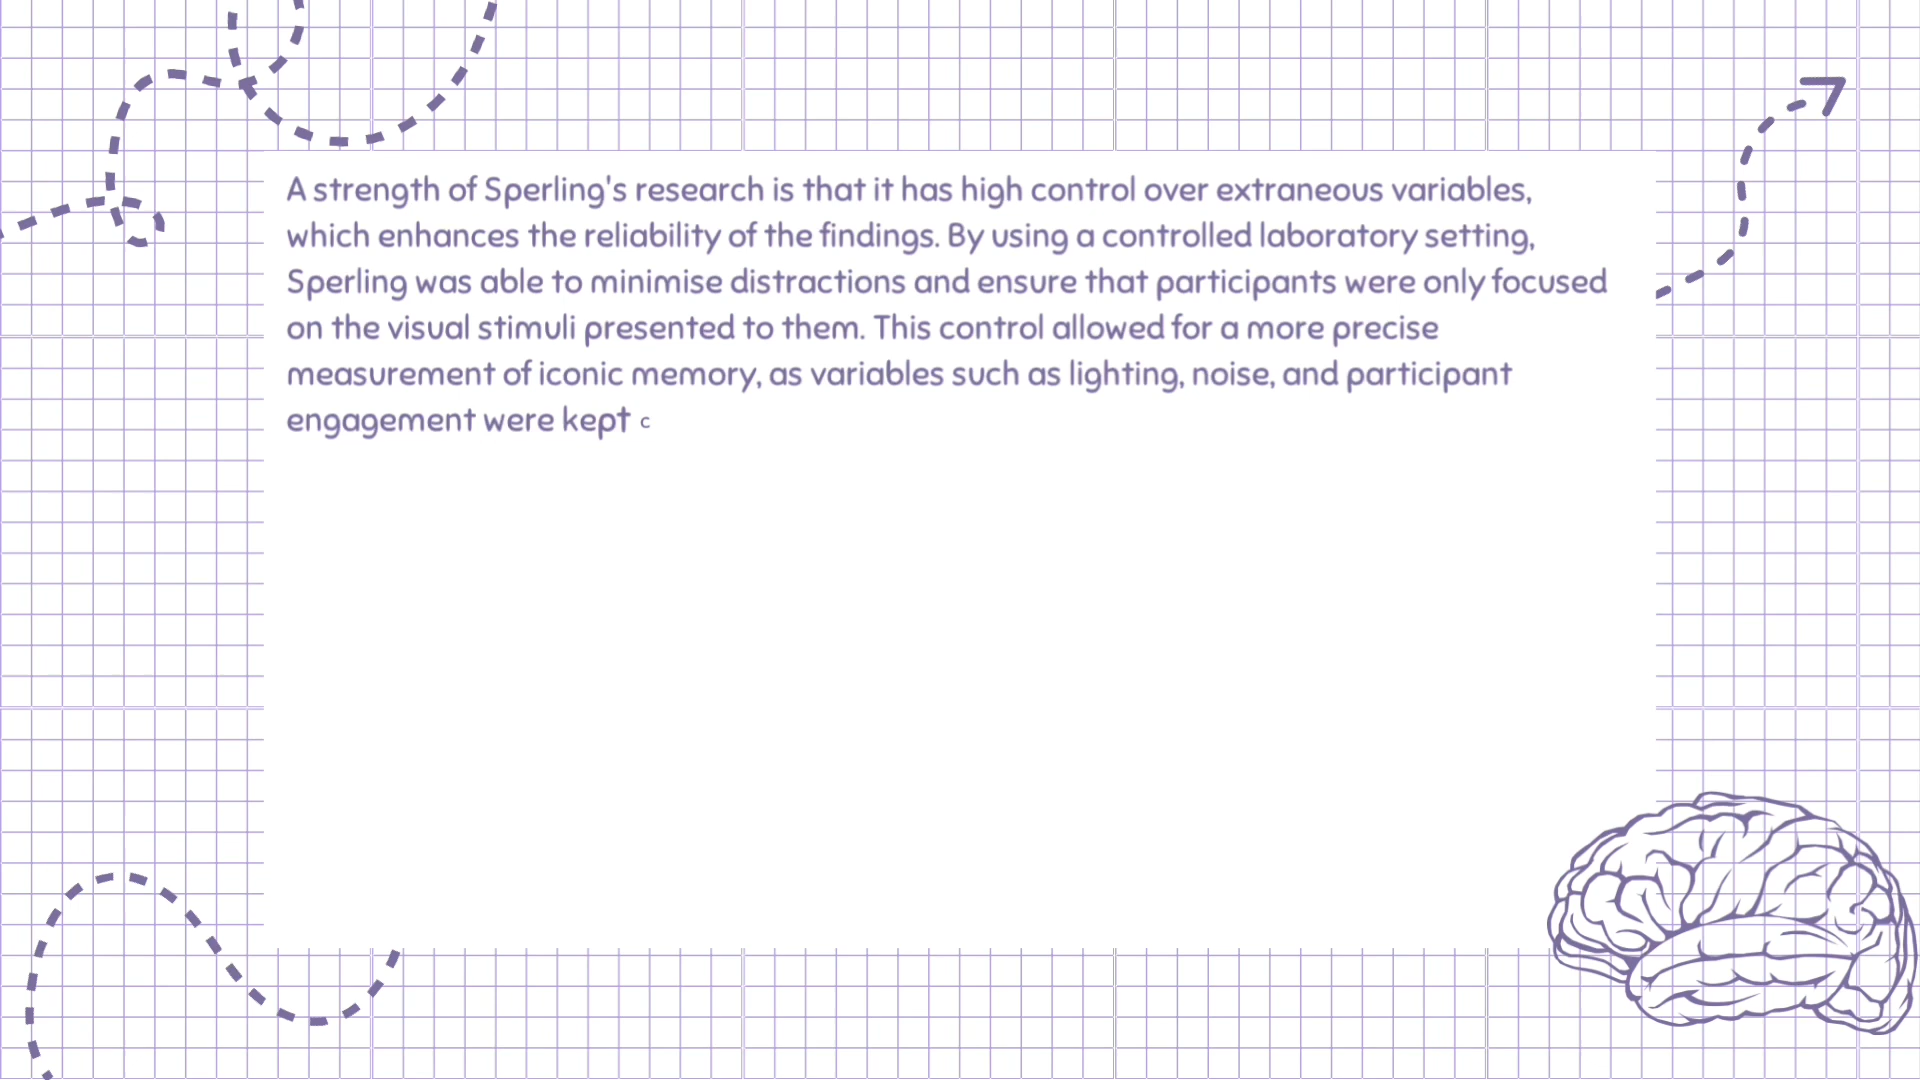 A strength of Sperling's research is that it has high control over extraneous variables,
which enhances the reliability of the findings. By using a controlled laboratory setting,
Sperling was able to minimise distractions and ensure that participants were only focused
on the visual stimuli presented to them. This control allowed for a more precise
measurement of iconic memory, as variables such as lighting, noise, and participant
engagement were kept c